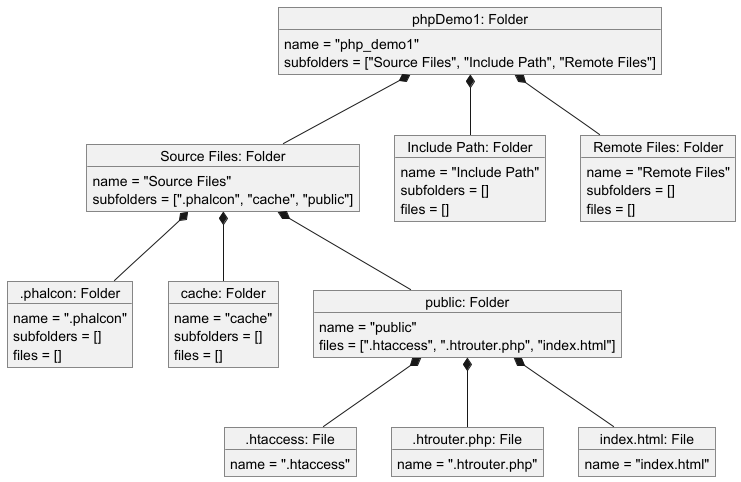 phpDemo1: Folder
name = "php_demo1"
subfolders = ["Source Files", "Include Path", "Remote Files"]
Source Files: Folder
name = "Source Files"
subfolders = [".phalcon", "cache", "public"]
Include Path: Folder
name = "Include Path"
subfolders = []
files = []
Remote Files: Folder
name = "Remote Files"
subfolders = []
files = []
.phalcon: Folder
name = ".phalcon"
subfolders = []
files = []
cache: Folder
name = "cache"
subfolders = []
files = []
public: Folder
name = "public"
files = [".htaccess", ".htrouter.php", "index.html"]
.htaccess: File
name = ".htaccess"
.htrouter.php: File
name = ".htrouter.php"
index.html: File
name = "index.html"